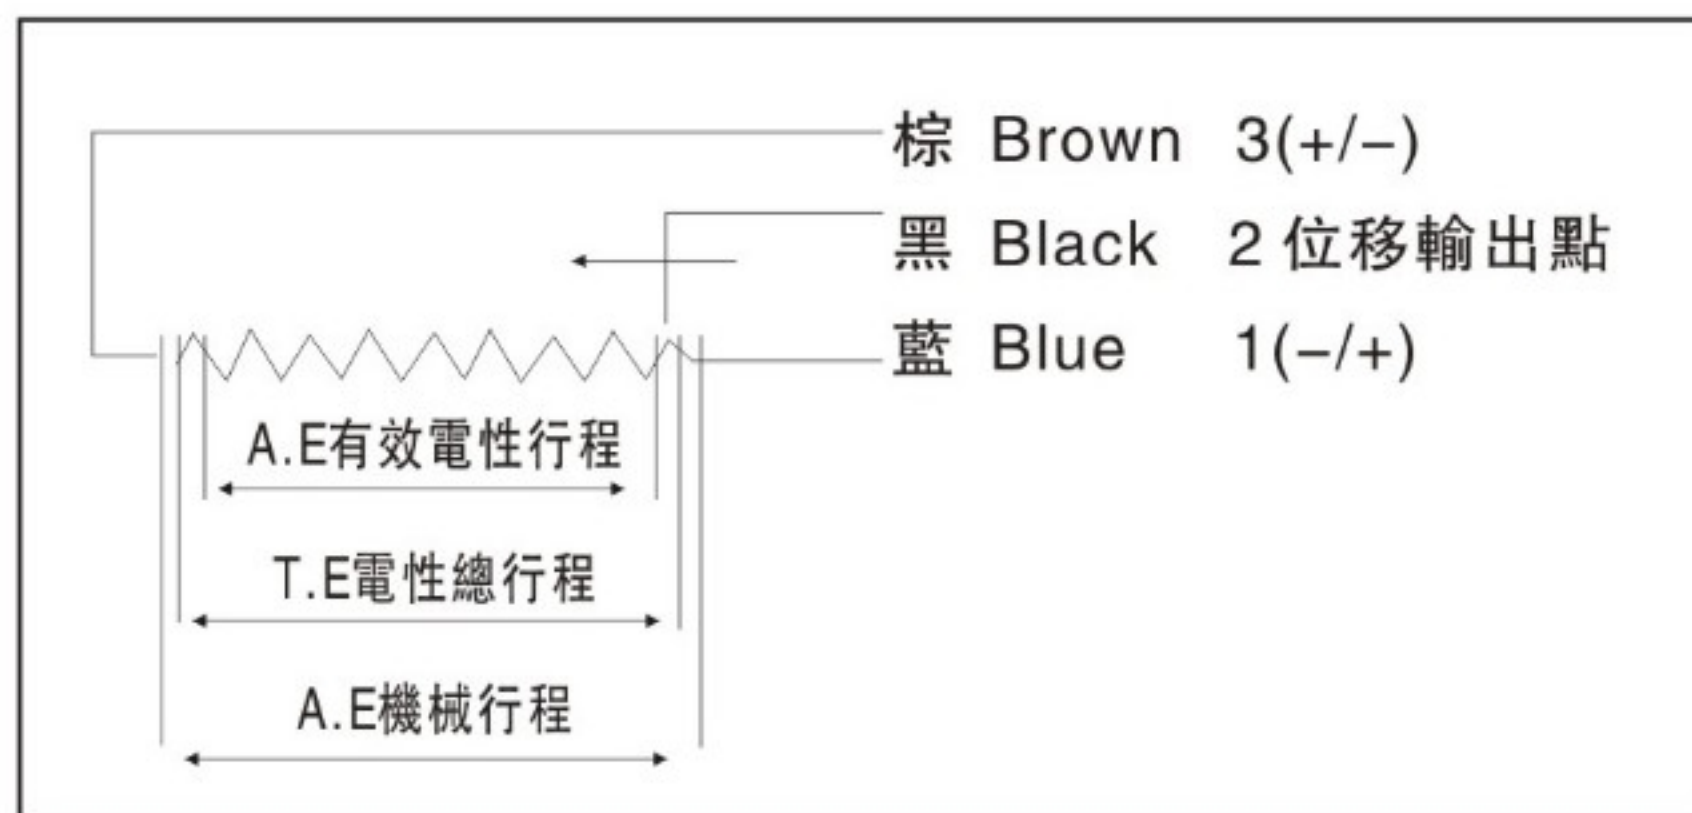 棕 Brown 3(+/−)
黑 Black 2 位移輸出點
藍 Blue 1(−/+)
A.E有效電性行程
T.E電性總行程
A.E機械行程